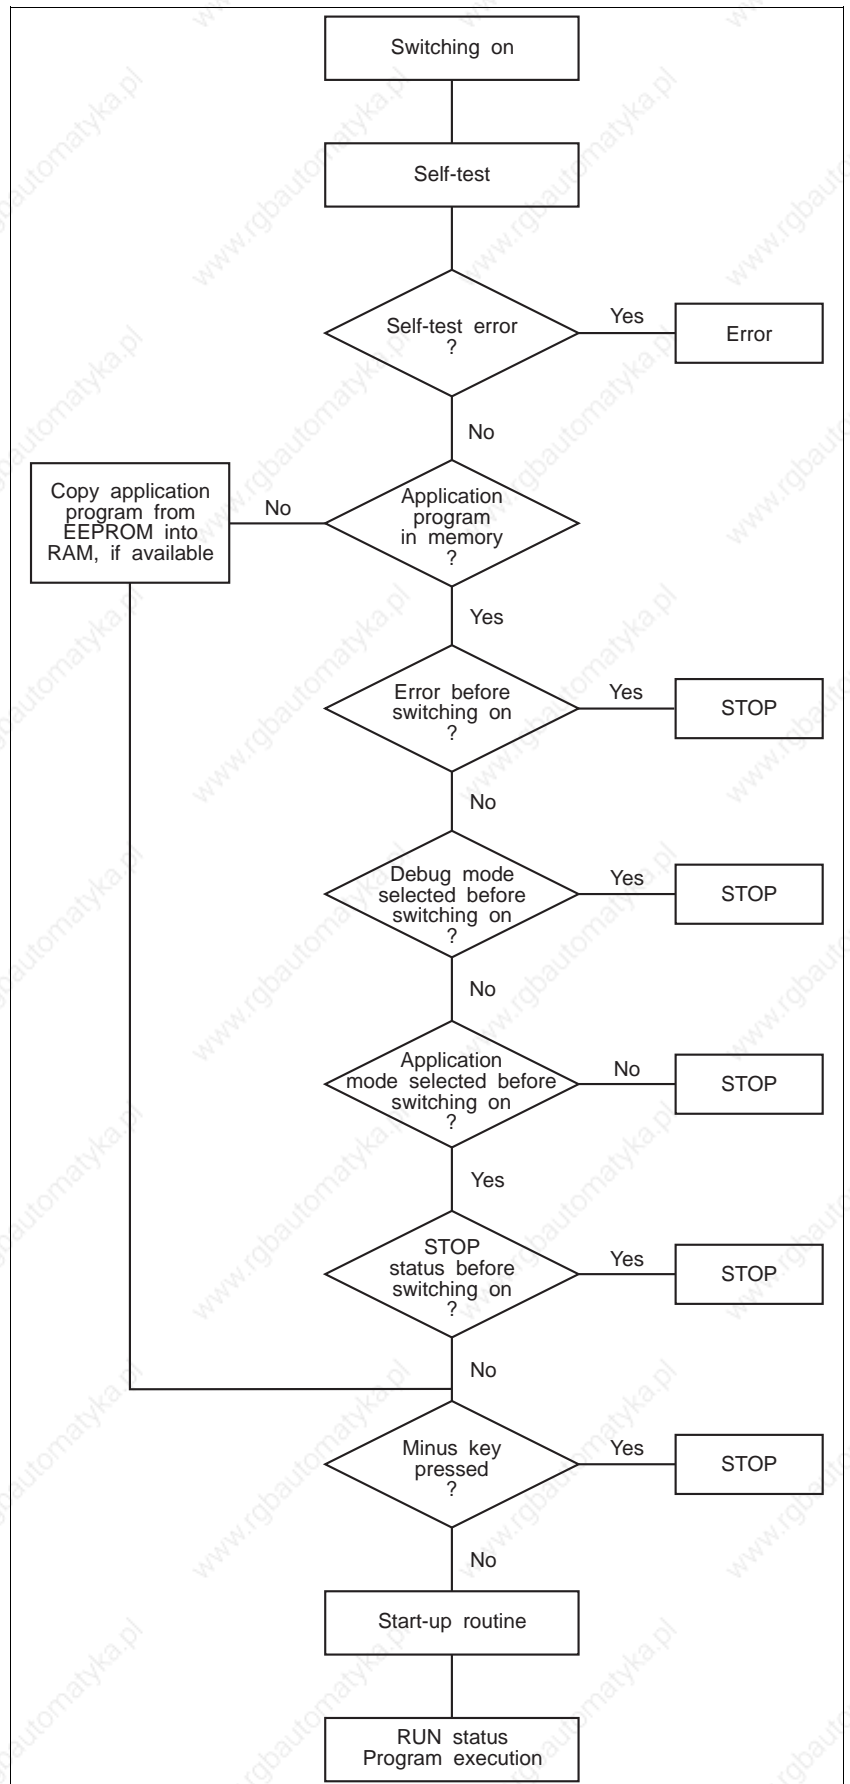 Switching on
Self-test
Self-test error
?
Yes
Error
No
Application
program
in memory
?
No
Copy application
program from
EEPROM into
RAM, if available
Yes
Error before
switching on
?
Yes
STOP
No
Debug mode
selected before
switching on
?
Yes
STOP
No
Application
mode selected before
switching on
?
No
STOP
Yes
STOP
status before
switching on
?
Yes
STOP
No
Minus key
pressed
?
Yes
STOP
No
Start-up routine
RUN status
Program execution
www.rgbautomatyka.pl